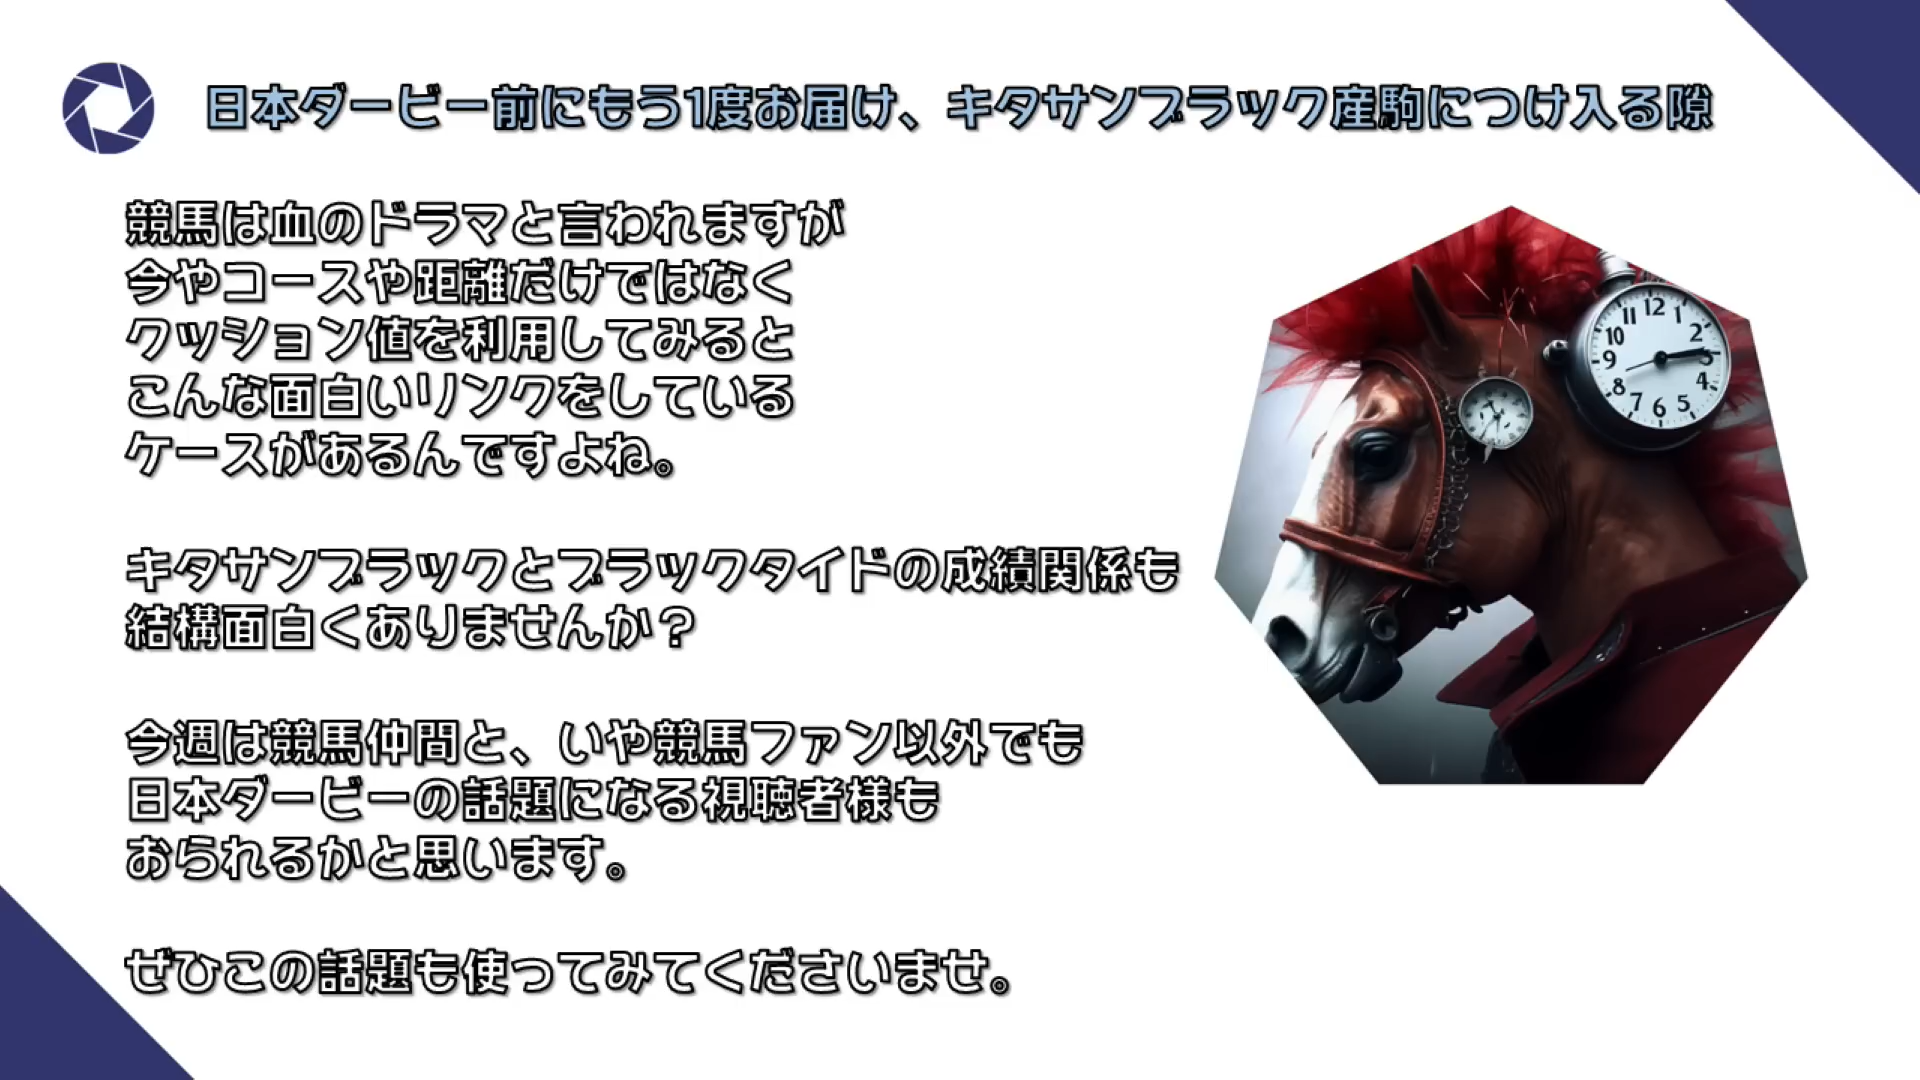 日本ダービー前にもう1度お届け、キタサンブラック産駒につけ入る隙
競馬は血のドラマと言われますが
今やコースや距離だけではなく
クッション値を利用してみると
こんな面白いリンクをしている
ケースがあるんですよね。
キタサンブラックとブラックタイドの成績関係も
結構面白くありませんか？
今週は競馬仲間と、いや競馬ファン以外でも
日本ダービーの話題になる視聴者様も
おられるかと思います。
ぜひこの話題も使ってみてくださいませ。